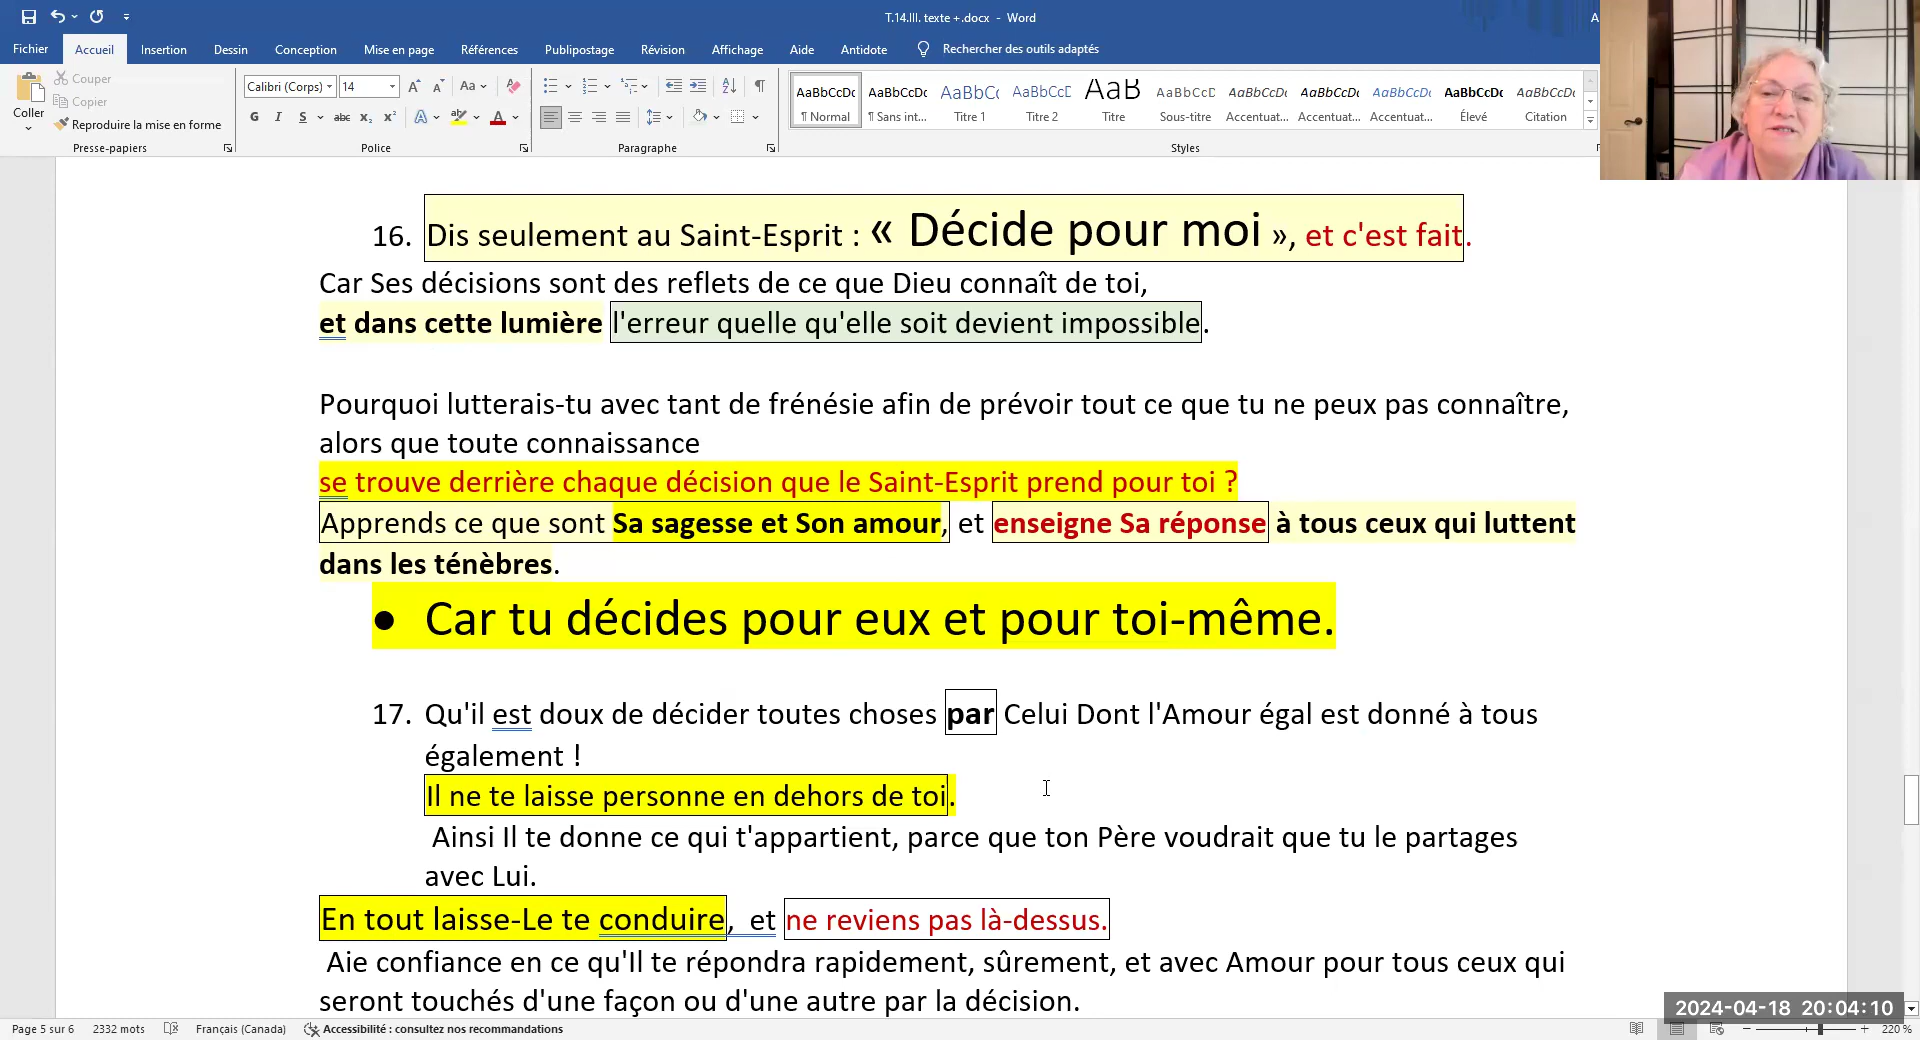 T.14.III. texte +.docx - Word
A
Fichier Accueil Insertion Dessin Conception Mise en page Références Publipostage Révision Affichage Aide Antidote Rechercher des outils adaptés
Coller
Couper
Copier
Reproduire la mise en forme
Presse-papiers
Calibri (Corps) 14
G I S abc x₂ x²
Police
Paragraphe
AaBbCcDc AaBbCcDc AaBbCc AaBbCcD AaB AaBbCcD AaBbCcDc AaBbCcDc AaBbCcDc AaBbCcDc AaBbCcDc
¶ Normal ¶ Sans int... Titre 1 Titre 2 Titre Sous-titre Accentuat... Accentuat... Accentuat... Élevé Citation
Styles
16. Dis seulement au Saint-Esprit : « Décide pour moi », et c'est fait.
Car Ses décisions sont des reflets de ce que Dieu connaît de toi,
et dans cette lumière l'erreur quelle qu'elle soit devient impossible.
Pourquoi lutterais-tu avec tant de frénésie afin de prévoir tout ce que tu ne peux pas connaître,
alors que toute connaissance
se trouve derrière chaque décision que le Saint-Esprit prend pour toi ?
Apprends ce que sont Sa sagesse et Son amour, et enseigne Sa réponse à tous ceux qui luttent
dans les ténèbres.
• Car tu décides pour eux et pour toi-même.
17. Qu'il est doux de décider toutes choses par Celui Dont l'Amour égal est donné à tous
également !
Il ne te laisse personne en dehors de toi.
Ainsi Il te donne ce qui t'appartient, parce que ton Père voudrait que tu le partages
avec Lui.
En tout laisse-Le te conduire, et ne reviens pas là-dessus.
Aie confiance en ce qu'Il te répondra rapidement, sûrement, et avec Amour pour tous ceux qui
seront touchés d'une façon ou d'une autre par la décision.
2024-04-18 20:04:10
Page 5 sur 6 2332 mots Français (Canada) Accessibilité : consultez nos recommandations 220 %